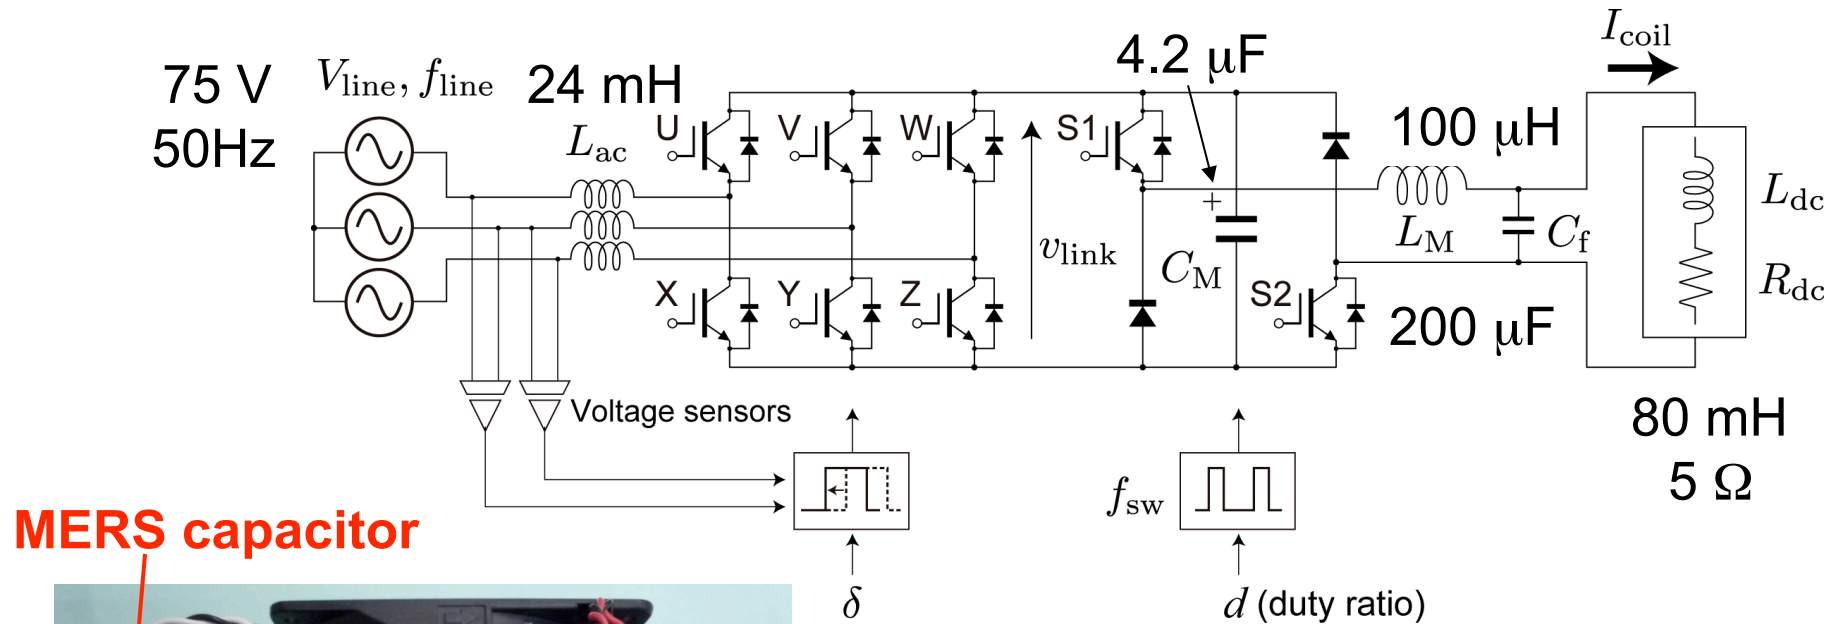 75 V
50Hz
V_line, f_line
24 mH
L_ac
U
V
W
X
Y
Z
v_link
S1
4.2 μF
+
C_M
S2
100 μH
L_M
C_f
200 μF
I_coil
L_dc
R_dc
80 mH
5 Ω
Voltage sensors
f_sw
δ
d (duty ratio)
MERS capacitor